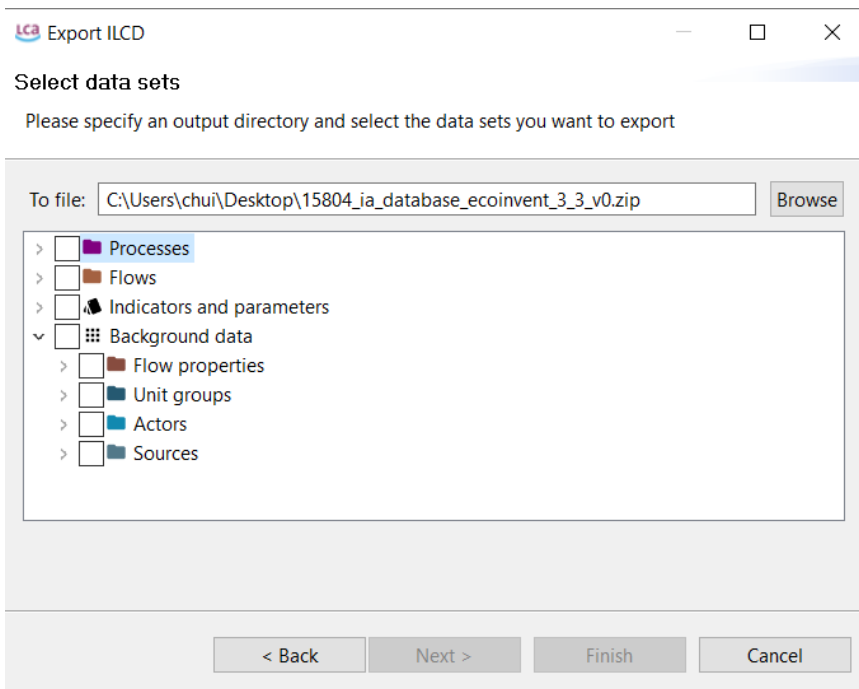 LCA Export ILCD
Select data sets
Please specify an output directory and select the data sets you want to export
To file: C:\Users\chui\Desktop\15804_ia_database_ecoinvent_3_3_v0.zip Browse
Processes
Flows
Indicators and parameters
Background data
Flow properties
Unit groups
Actors
Sources
< Back Next > Finish Cancel